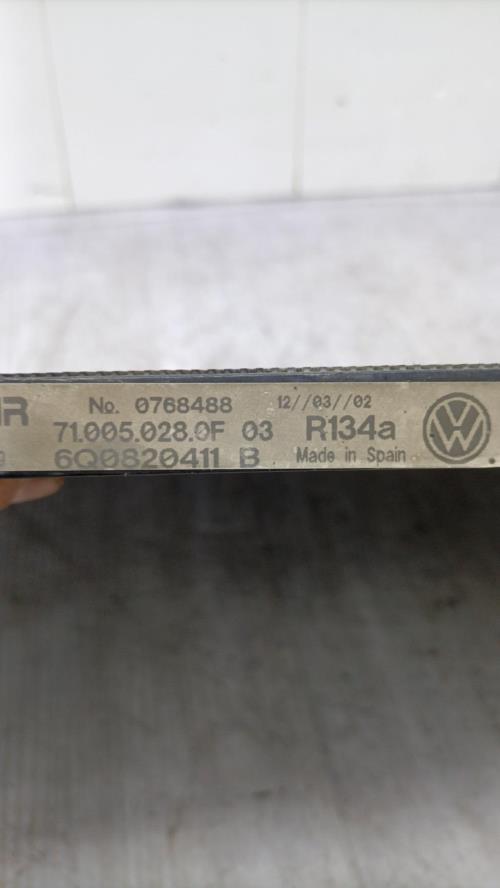 No. 0768488 12//03//02
71.005.028.0F 03 R134a
6Q0820411 B Made in Spain